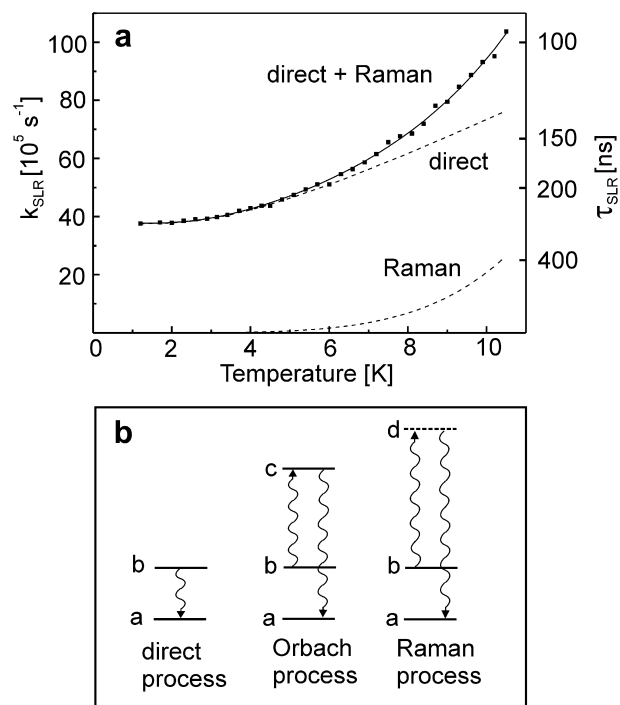 a
direct + Raman
direct
Raman
100
80
60
40
20
k_SLR [10^5 s^-1]
100
150
200
400
τ_SLR [ns]
0 2 4 6 8 10
Temperature [K]
b
b
a
direct
process
c
b
a
Orbach
process
d
b
a
Raman
process